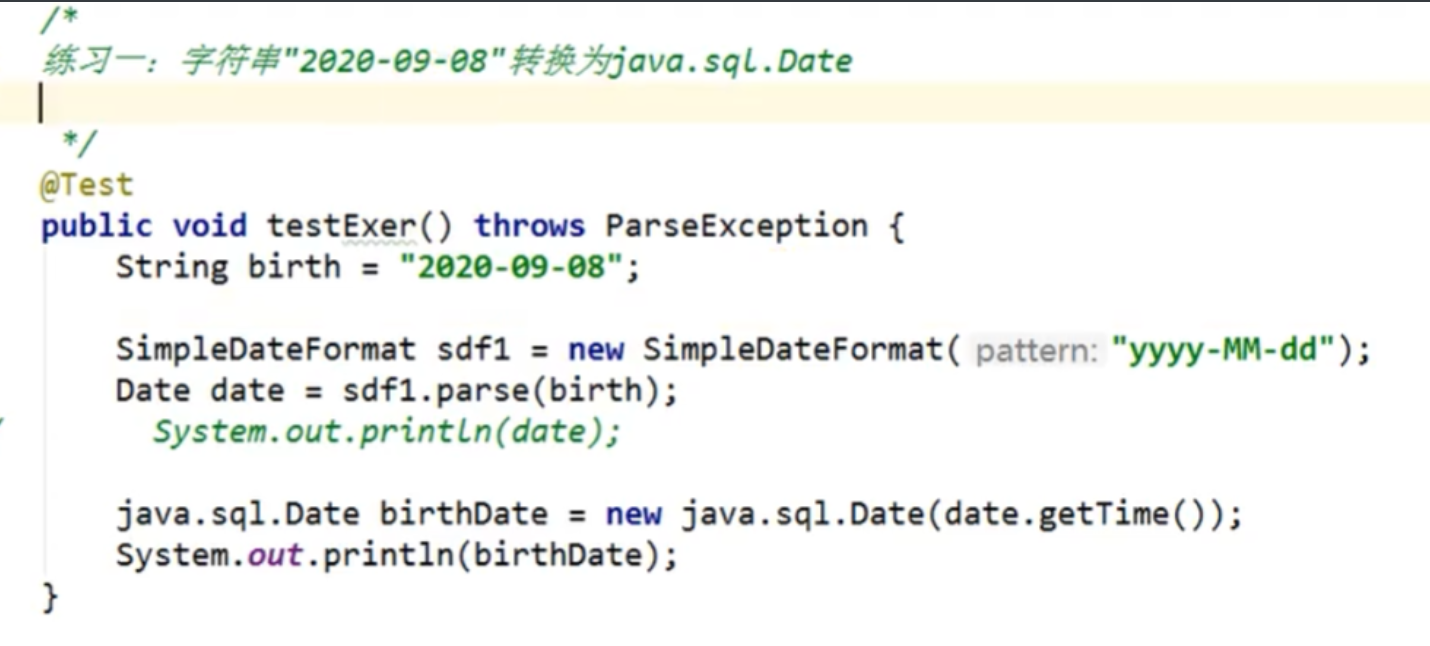 /*
练习一：字符串"2020-09-08"转换为java.sql.Date
*/
@Test
public void testExer() throws ParseException {
String birth = "2020-09-08";
SimpleDateFormat sdf1 = new SimpleDateFormat( pattern: "yyyy-MM-dd");
Date date = sdf1.parse(birth);
System.out.println(date);
java.sql.Date birthDate = new java.sql.Date(date.getTime());
System.out.println(birthDate);
}